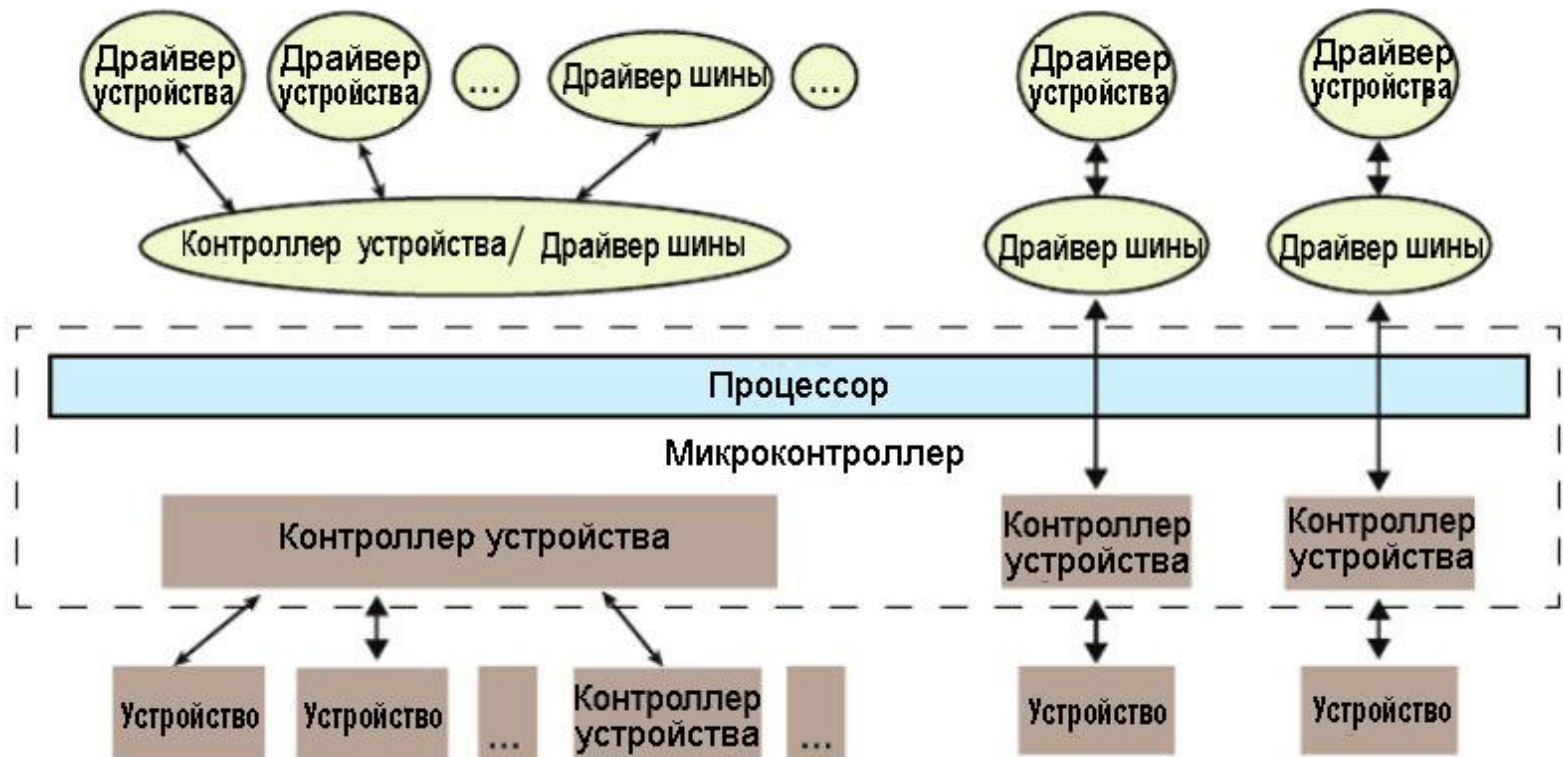 Драйвер
устройства
Драйвер
устройства
...
Драйвер шины
...
Драйвер
устройства
Драйвер
устройства
Контроллер устройства / Драйвер шины
Драйвер шины
Драйвер шины
Процессор
Микроконтроллер
Контроллер устройства
Контроллер
устройства
Контроллер
устройства
Устройство
Устройство
...
Контроллер
устройства
...
Устройство
Устройство